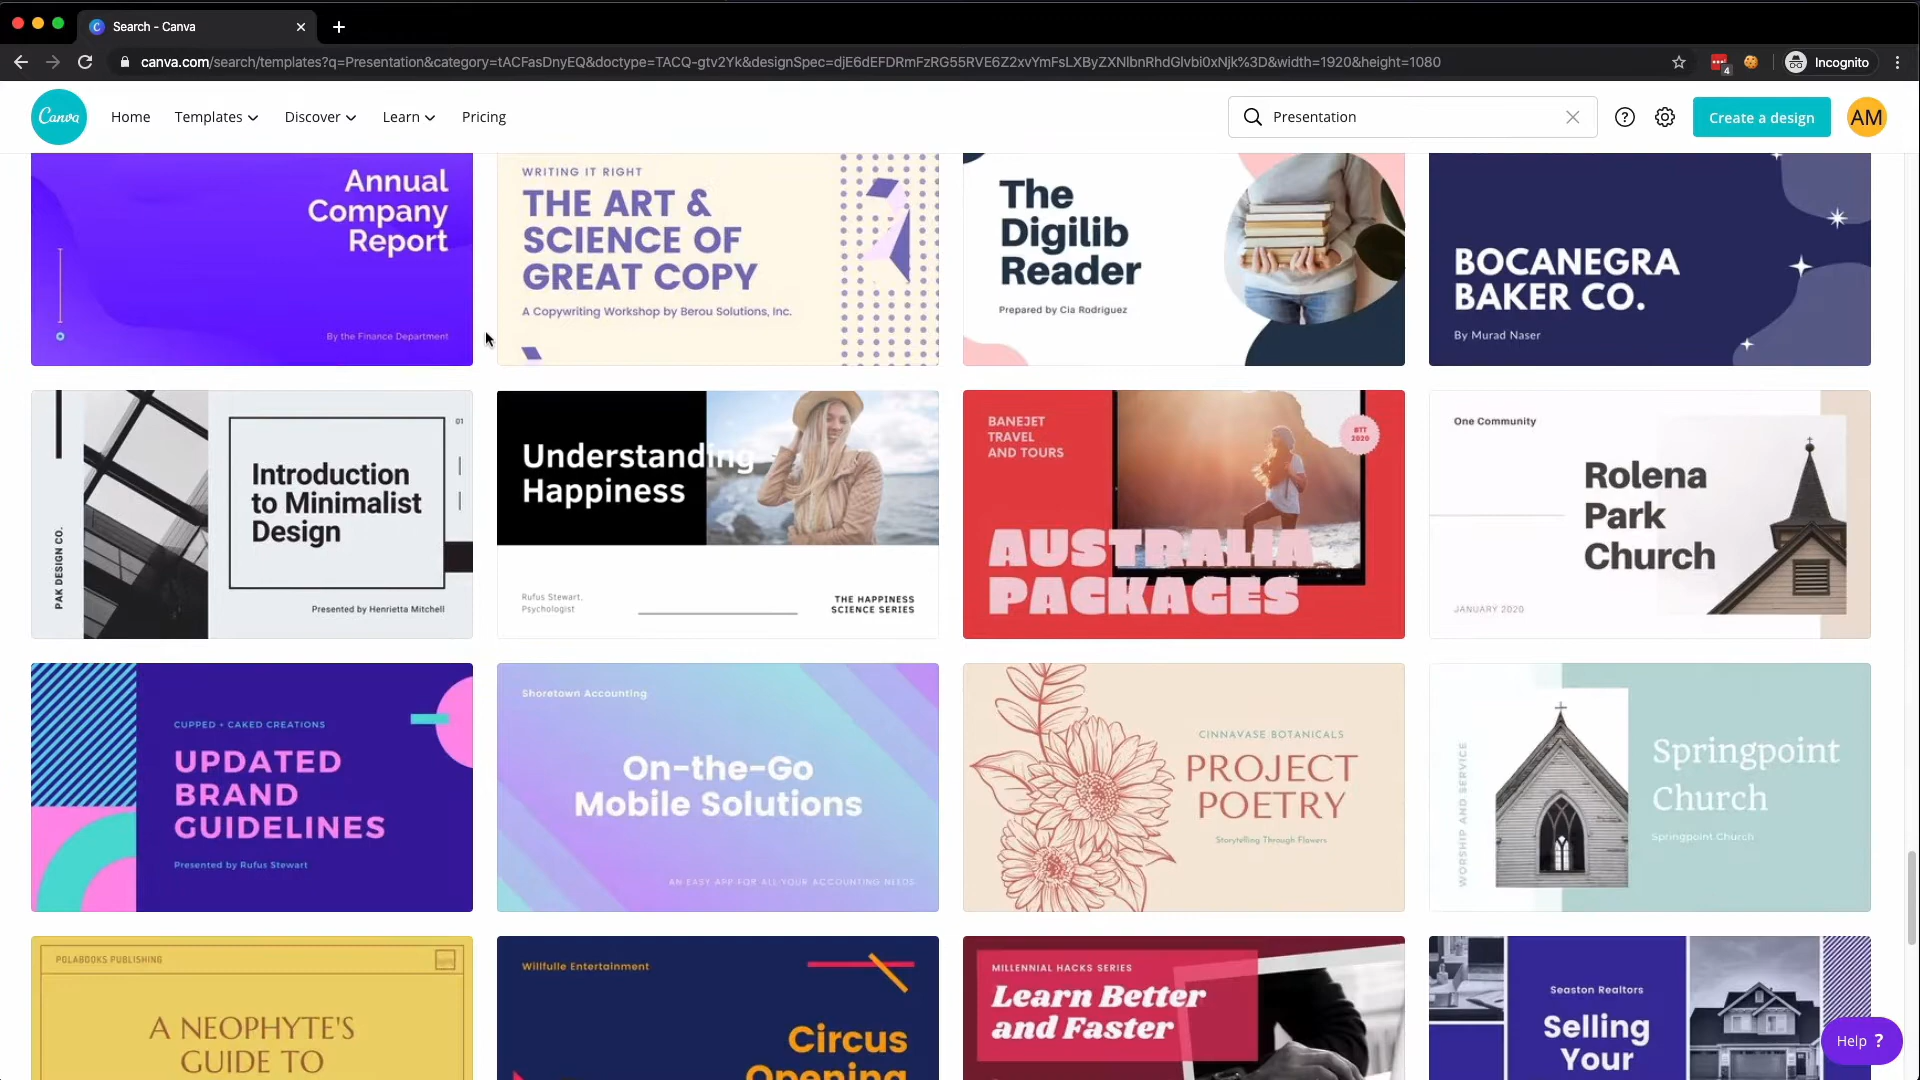 Search - Canva
canva.com/search/templates?q=Presentation&category=tACFasDnyEQ&doctype=TACQ-gtv2Yk&designSpec=djE6dEFDRmFzRG55RVE6Z2xvYmFsLXByZXNlbnRhdGlvbi0xNjk%3D&width=1920&height=1080
4
Incognito
Canva
Home
Templates
Discover
Learn
Pricing
Presentation
Create a design
AM
Annual
Company
Report
By the Finance Department
WRITING IT RIGHT
THE ART &
SCIENCE OF
GREAT COPY
A Copywriting Workshop by Berou Solutions, Inc.
The
Digilib
Reader
Prepared by Cia Rodriguez
BOCANEGRA
BAKER CO.
By Murad Naser
PAK DESIGN CO.
01
Introduction
to Minimalist
Design
Presented by Henrietta Mitchell
Understanding
Happiness
Rufus Stewart,
Psychologist
THE HAPPINESS
SCIENCE SERIES
BANEJET
TRAVEL
AND TOURS
BTT
2020
AUSTRALIA
PACKAGES
One Community
Rolena
Park
Church
JANUARY 2020
CUPPED + CAKED CREATIONS
UPDATED
BRAND
GUIDELINES
Presented by Rufus Stewart
Shoretown Accounting
On-the-Go
Mobile Solutions
AN EASY APP FOR ALL YOUR ACCOUNTING NEEDS
CINNAVASE BOTANICALS
PROJECT
POETRY
Storytelling Through Flowers
WORSHIP AND SERVICE
Springpoint
Church
Springpoint Church
POLABOOKS PUBLISHING
A NEOPHYTE'S
GUIDE TO
Willfulle Entertainment
Circus
Opening
MILLENNIAL HACKS SERIES
Learn Better
and Faster
Seaston Realtors
Selling
Your
Help ?